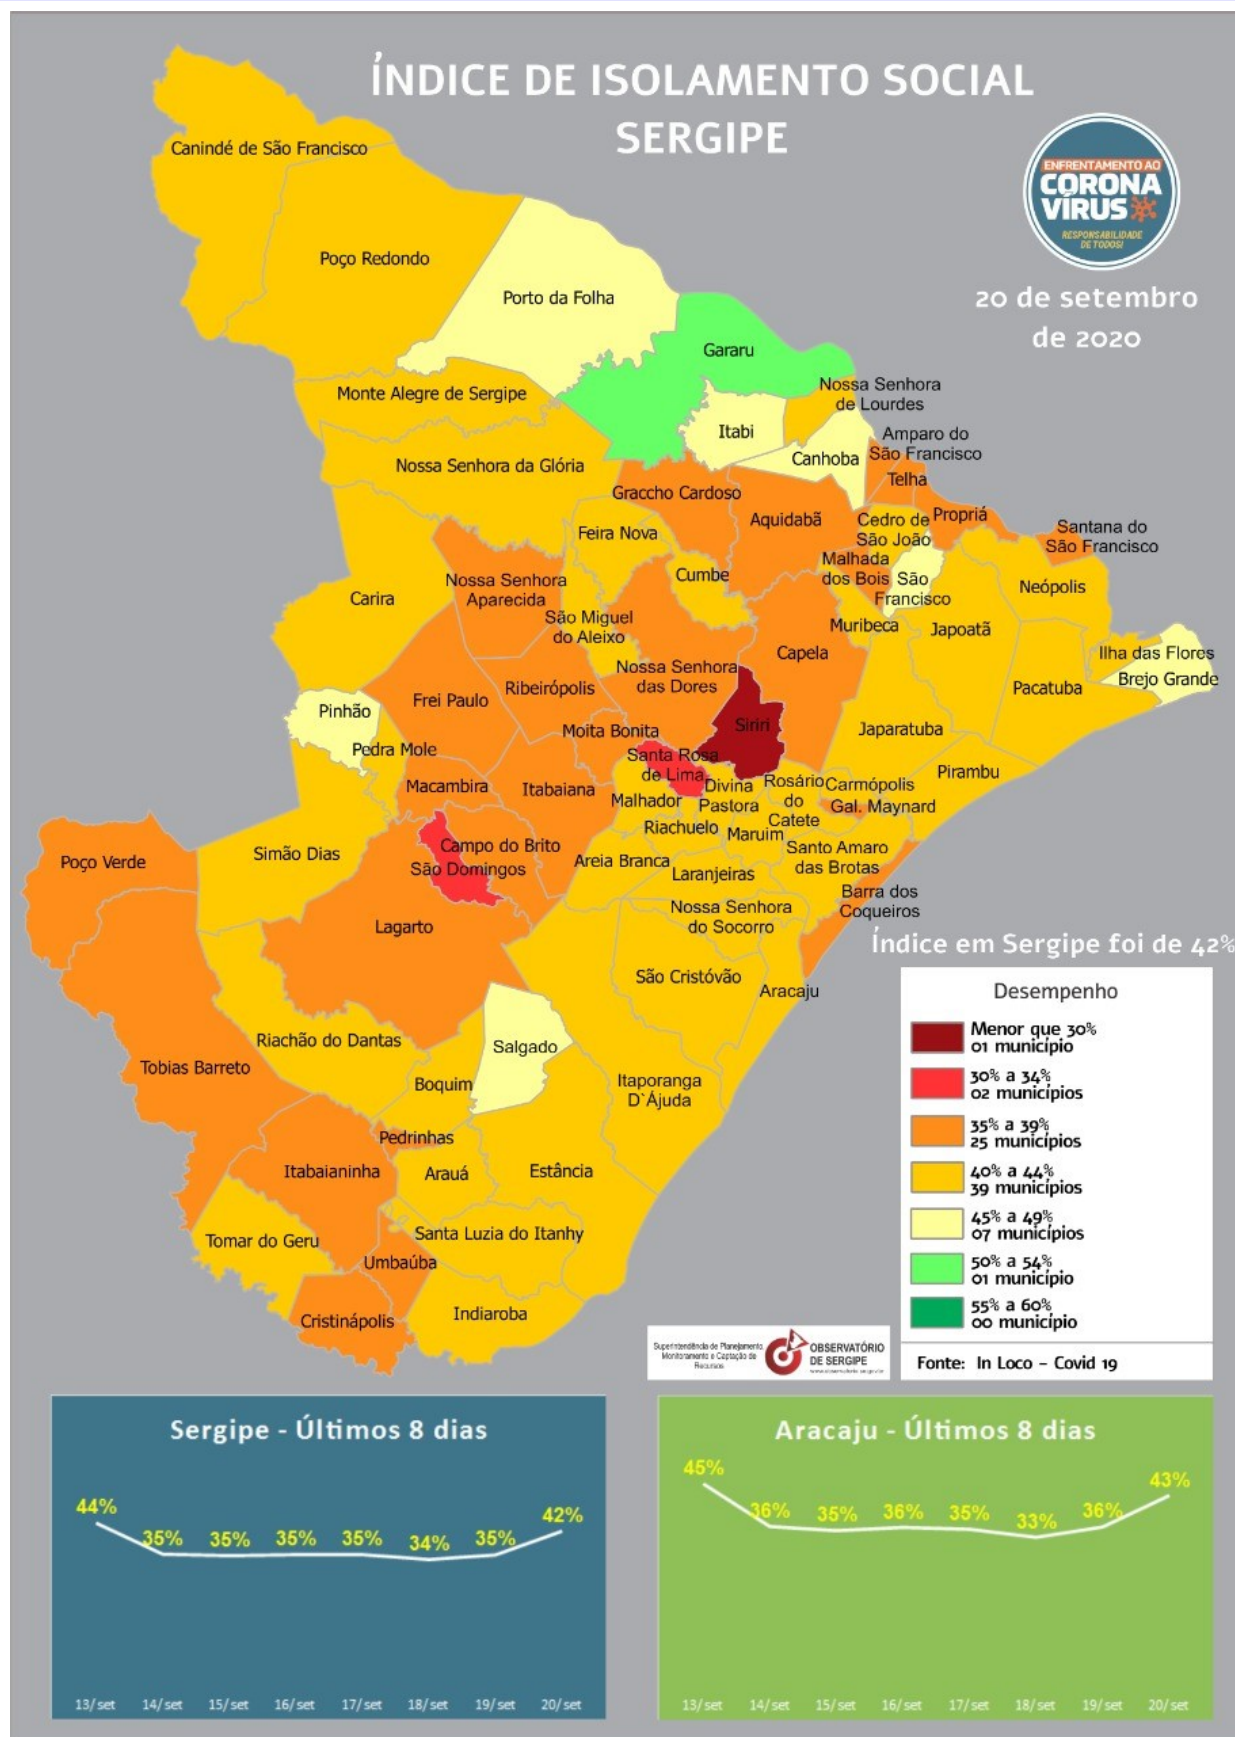 ÍNDICE DE ISOLAMENTO SOCIAL
SERGIPE
ENFRENTAMENTO AO
CORONA
VÍRUS
RESPONSABILIDADE
DE TODOS!
20 de setembro
de 2020
Canindé de São Francisco
Poço Redondo
Porto da Folha
Gararu
Monte Alegre de Sergipe
Nossa Senhora
de Lourdes
Itabi
Amparo do
São Francisco
Canhoba
Nossa Senhora da Glória
Telha
Graccho Cardoso
Aquidabã
Propriá
Cedro de
São João
Santana do
São Francisco
Feira Nova
Malhada
dos Bois
São
Francisco
Cumbe
Neópolis
Nossa Senhora
Aparecida
Carira
São Miguel
do Aleixo
Muribeca
Japoatã
Capela
Ilha das Flores
Brejo Grande
Nossa Senhora
das Dores
Ribeirópolis
Pacatuba
Frei Paulo
Pinhão
Siriri
Moita Bonita
Japaratuba
Pedra Mole
Santa Rosa
de Lima
Pirambu
Macambira
Itabaiana
Divina
Pastora
Rosário
do
Catete
Carmópolis
Malhador
Gal. Maynard
Riachuelo
Maruim
Campo do Brito
Santo Amaro
das Brotas
Simão Dias
Poço Verde
Areia Branca
São Domingos
Laranjeiras
Barra dos
Coqueiros
Nossa Senhora
do Socorro
Lagarto
São Cristóvão
Aracaju
Riachão do Dantas
Salgado
Tobias Barreto
Boquim
Itaporanga
D`Ájuda
Pedrinhas
Itabaianinha
Arauá
Estância
Tomar do Geru
Santa Luzia do Itanhy
Umbaúba
Cristinápolis
Indiaroba
Índice em Sergipe foi de 42%
Desempenho
Menor que 30%
01 município
30% a 34%
02 municípios
35% a 39%
25 municípios
40% a 44%
39 municípios
45% a 49%
07 municípios
50% a 54%
01 município
55% a 60%
00 município
Fonte: In Loco – Covid 19
Superintendência de Planejamento
Monitoramento e Captação de
Recursos
OBSERVATÓRIO
DE SERGIPE
www.observatorio.se.gov.br
Sergipe - Últimos 8 dias
44%
35%
35%
35%
35%
34%
35%
42%
13/set
14/set
15/set
16/set
17/set
18/set
19/set
20/set
Aracaju - Últimos 8 dias
45%
36%
35%
36%
35%
33%
36%
43%
13/set
14/set
15/set
16/set
17/set
18/set
19/set
20/set